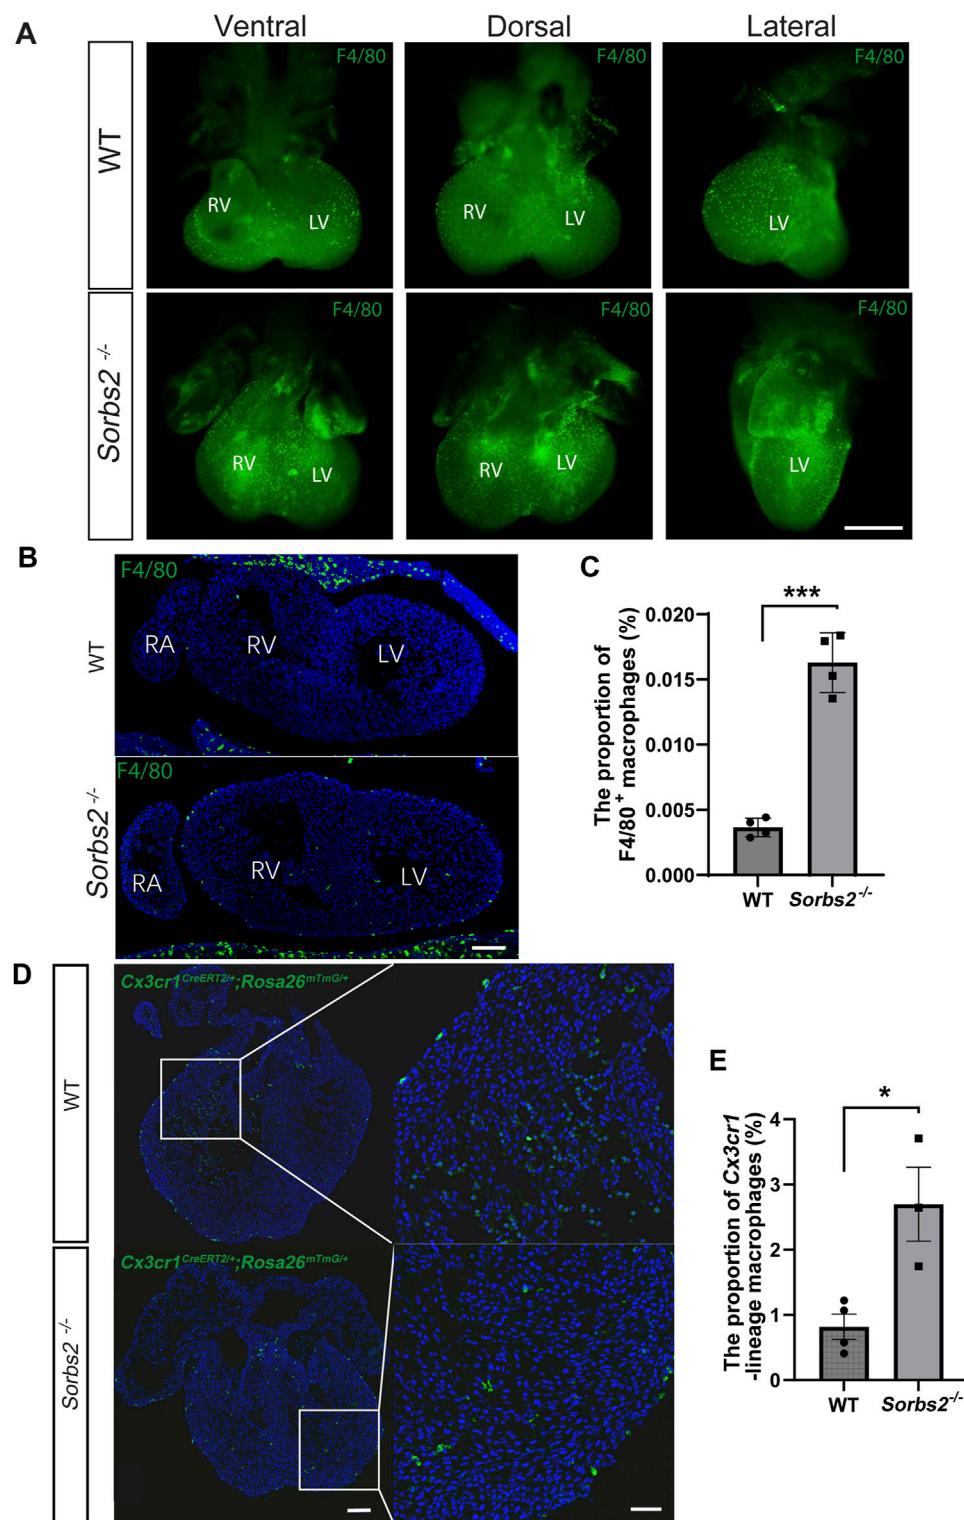 A
Ventral
Dorsal
Lateral
WT
F4/80
RV
LV
F4/80
RV
LV
F4/80
LV
Sorbs2 -/-
F4/80
RV
LV
F4/80
RV
LV
F4/80
LV
B
WT
F4/80
RA
RV
LV
Sorbs2 -/-
F4/80
RA
RV
LV
C
The proportion of
F4/80+ macrophages (%)
0.020
0.015
0.010
0.005
0.000
***
WT
Sorbs2-/-
D
WT
Cx3cr1CreERT2/+;Rosa26mTmG/+
Sorbs2 -/-
Cx3cr1CreERT2/+;Rosa26mTmG/+
E
The proportion of Cx3cr1
-lineage macrophages (%)
4
3
2
1
0
*
WT
Sorbs2-/-